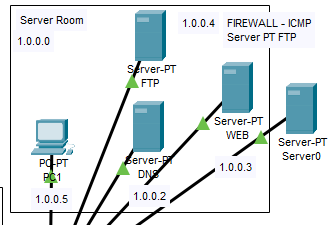 Server Room
1.0.0.0
1.0.0.4
FIREWALL - ICMP
Server PT FTP
Server-PT
FTP
Server-PT
WEB
Server-PT
Server0
PC-PT
PC1
Server-PT
DNS
1.0.0.5
1.0.0.2
1.0.0.3